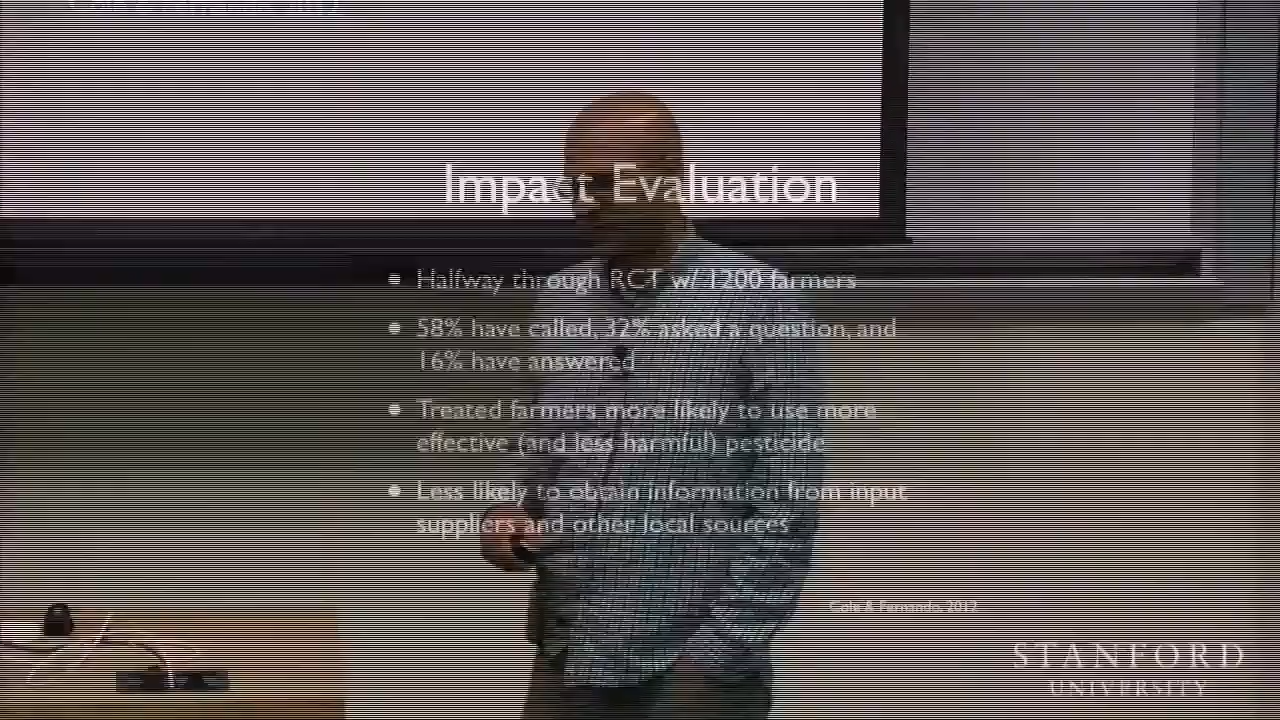 Impact Evaluation
• Halfway through RCT w/ 1200 farmers
• 58% have called, 32% asked a question, and
16% have answered
• Treated farmers more likely to use more
effective (and less harmful) pesticide
• Less likely to obtain information from input
suppliers and other local sources
Cole & Fernando, 2012
STANFORD
UNIVERSITY